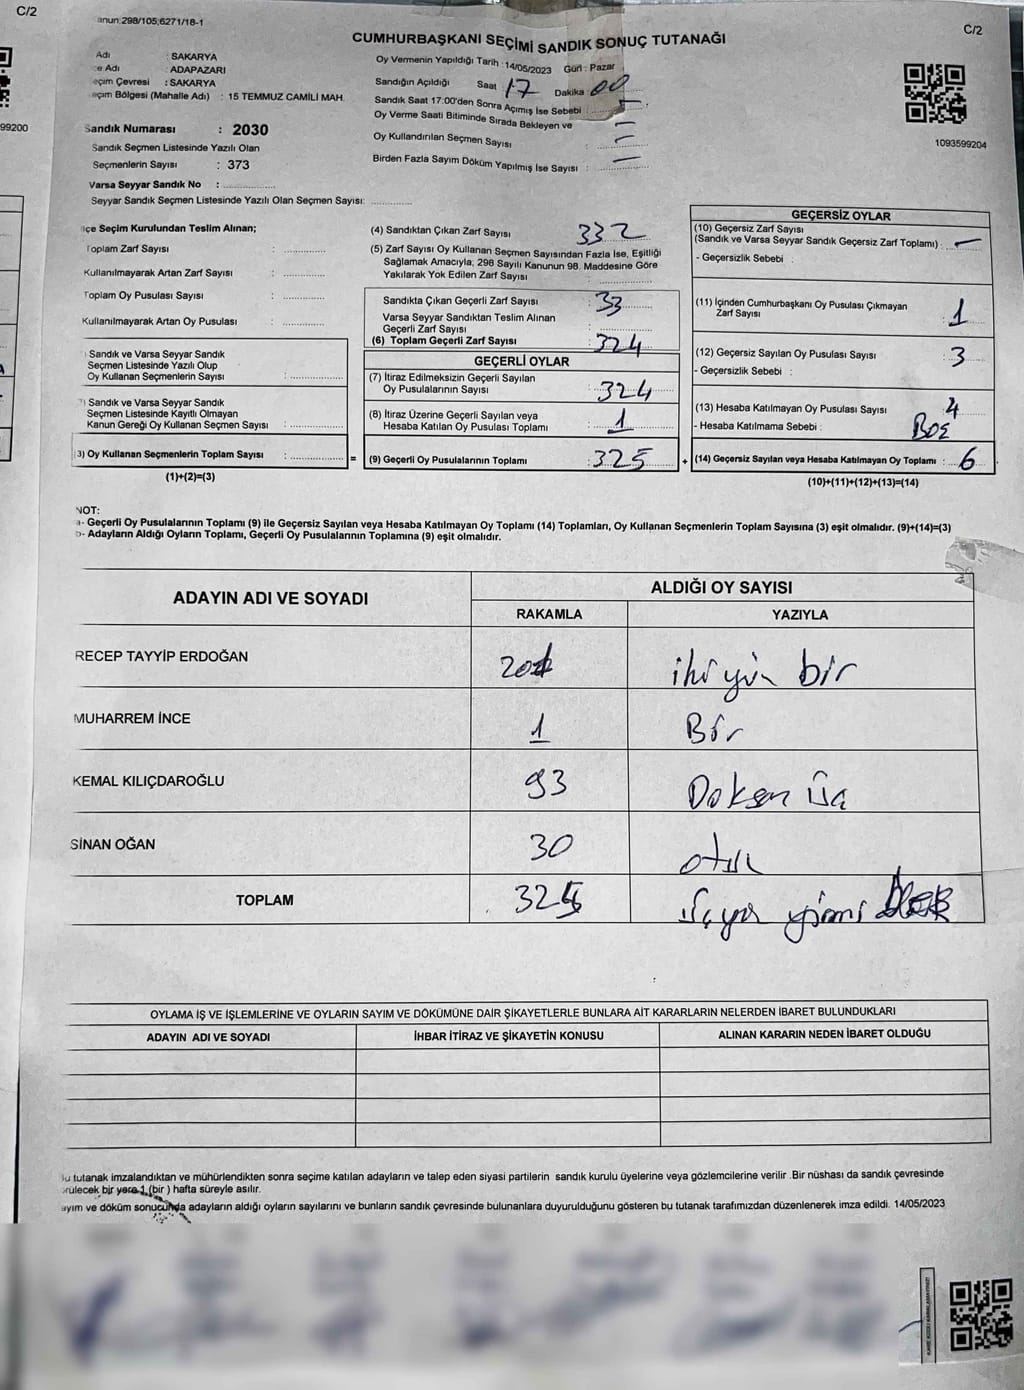 C/2
anun:298/105,6271/18-1
C/2
CUMHURBAŞKANI SEÇİMİ SANDIK SONUÇ TUTANAĞI
Adı : SAKARYA
e Adı : ADAPAZARI
eçim Çevresi : SAKARYA
eçim Bölgesi (Mahalle Adı) : 15 TEMMUZ CAMİLİ MAH.
Sandık Numarası : 2030
Sandık Seçmen Listesinde Yazılı Olan
Seçmenlerin Sayısı : 373
Varsa Seyyar Sandık No :
Seyyar Sandık Seçmen Listesinde Yazılı Olan Seçmen Sayısı:
Oy Vermenin Yapıldığı Tarih : 14/05/2023 Gün : Pazar
Sandığın Açıldığı Saat 17 Dakika 00
Sandık Saat 17:00'den Sonra Açımış İse Sebebi : -
Oy Verme Saati Bitiminde Sırada Bekleyen ve
Oy Kullandırılan Seçmen Sayısı : -
Birden Fazla Sayım Döküm Yapılmış İse Sayısı : -
99200
1093599204
lçe Seçim Kurulundan Teslim Alınan;
Toplam Zarf Sayısı :
Kullanılmayarak Artan Zarf Sayısı :
Toplam Oy Pusulası Sayısı :
Kullanılmayarak Artan Oy Pusulası :
) Sandık ve Varsa Seyyar Sandık
Seçmen Listesinde Yazılı Olup
Oy Kullanan Seçmenlerin Sayısı :
) Sandık ve Varsa Seyyar Sandık
Seçmen Listesinde Kayıtlı Olmayan
Kanun Gereği Oy Kullanan Seçmen Sayısı :
3) Oy Kullanan Seçmenlerin Toplam Sayısı : =
(1)+(2)=(3)
(4) Sandıktan Çıkan Zarf Sayısı 332
(5) Zarf Sayısı Oy Kullanan Seçmen Sayısından Fazla İse, Eşitliği
Sağlamak Amacıyla; 298 Sayılı Kanunun 98. Maddesine Göre
Yakılarak Yok Edilen Zarf Sayısı
Sandıkta Çıkan Geçerli Zarf Sayısı : 33
Varsa Seyyar Sandıktan Teslim Alınan
Geçerli Zarf Sayısı :
(6) Toplam Geçerli Zarf Sayısı : 324
GEÇERLİ OYLAR
(7) İtiraz Edilmeksizin Geçerli Sayılan
Oy Pusulalarının Sayısı : 324
(8) İtiraz Üzerine Geçerli Sayılan veya
Hesaba Katılan Oy Pusulası Toplamı : 1
(9) Geçerli Oy Pusulalarının Toplamı : 325 +
GEÇERSİZ OYLAR
(10) Geçersiz Zarf Sayısı
(Sandık ve Varsa Seyyar Sandık Geçersiz Zarf Toplamı) : -
- Geçersizlik Sebebi :
(11) İçinden Cumhurbaşkanı Oy Pusulası Çıkmayan
Zarf Sayısı 1
(12) Geçersiz Sayılan Oy Pusulası Sayısı : 3
- Geçersizlik Sebebi :
(13) Hesaba Katılmayan Oy Pusulası Sayısı : 4
- Hesaba Katılmama Sebebi : Boş
(14) Geçersiz Sayılan veya Hesaba Katılmayan Oy Toplamı : 6
(10)+(11)+(12)+(13)=(14)
NOT:
a- Geçerli Oy Pusulalarının Toplamı (9) ile Geçersiz Sayılan veya Hesaba Katılmayan Oy Toplamı (14) Toplamları, Oy Kullanan Seçmenlerin Toplam Sayısına (3) eşit olmalıdır. (9)+(14)=(3)
b- Adayların Aldığı Oyların Toplamı, Geçerli Oy Pusulalarının Toplamına (9) eşit olmalıdır.
ADAYIN ADI VE SOYADI
ALDIĞI OY SAYISI
RAKAMLA YAZIYLA
RECEP TAYYİP ERDOĞAN 201 ikiyüz bir
MUHARREM İNCE 1 Bir
KEMAL KILIÇDAROĞLU 93 Doksan üç
SİNAN OĞAN 30 otuz
TOPLAM 325 üçyüz yirmi
OYLAMA İŞ VE İŞLEMLERİNE VE OYLARIN SAYIM VE DÖKÜMÜNE DAİR ŞİKAYETLERLE BUNLARA AİT KARARLARIN NELERDEN İBARET BULUNDUKLARI
ADAYIN ADI VE SOYADI İHBAR İTİRAZ VE ŞİKAYETİN KONUSU ALINAN KARARIN NEDEN İBARET OLDUĞU
u tutanak imzalandıktan ve mühürlendikten sonra seçime katılan adayların ve talep eden siyasi partilerin sandık kurulu üyelerine veya gözlemcilerine verilir .Bir nüshası da sandık çevresinde
rülecek bir yere 1 (bir ) hafta süreyle asılır.
ayım ve döküm sonucunda adayların aldığı oyların sayılarını ve bunların sandık çevresinde bulunanlara duyurulduğunu gösteren bu tutanak tarafımızdan düzenlenerek imza edildi. 14/05/2023